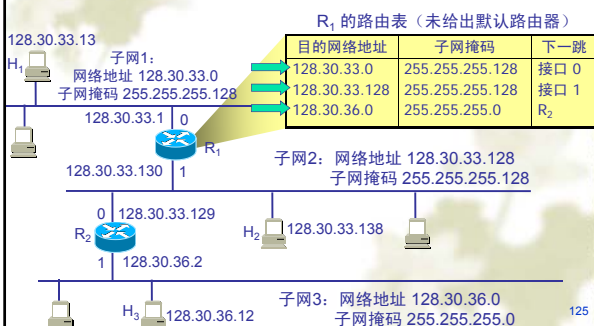 R1 的路由表（未给出默认路由器）
目的网络地址 子网掩码 下一跳
128.30.33.0 255.255.255.128 接口 0
128.30.33.128 255.255.255.128 接口 1
128.30.36.0 255.255.255.0 R2
128.30.33.13
H1
子网1：
网络地址 128.30.33.0
子网掩码 255.255.255.128
128.30.33.1 0
R1
128.30.33.130 1
子网2：网络地址 128.30.33.128
子网掩码 255.255.255.128
0 128.30.33.129
R2
H2 128.30.33.138
1 128.30.36.2
子网3：网络地址 128.30.36.0
子网掩码 255.255.255.0
H3 128.30.36.12
125